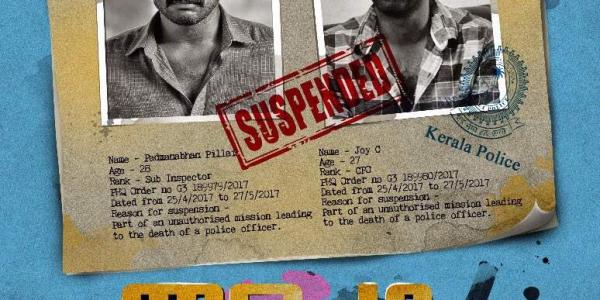 SUSPENDED
Kerala Police
Name - Padmanabhan Pillai
Age - 28
Rank - Sub Inspector
PHQ Order no G3 189979/2017
Dated from 25/4/2017 to 27/5/2017
Reason for suspension -
Part of an unauthorised mission leading
to the death of a police officer.
Name - Joy C
Age - 27
Rank - CPO
PHQ Order no G3 189980/2017
Dated from 25/4/2017 to 27/5/2017
Reason for suspension -
Part of an unauthorised mission leading
to the death of a police officer.